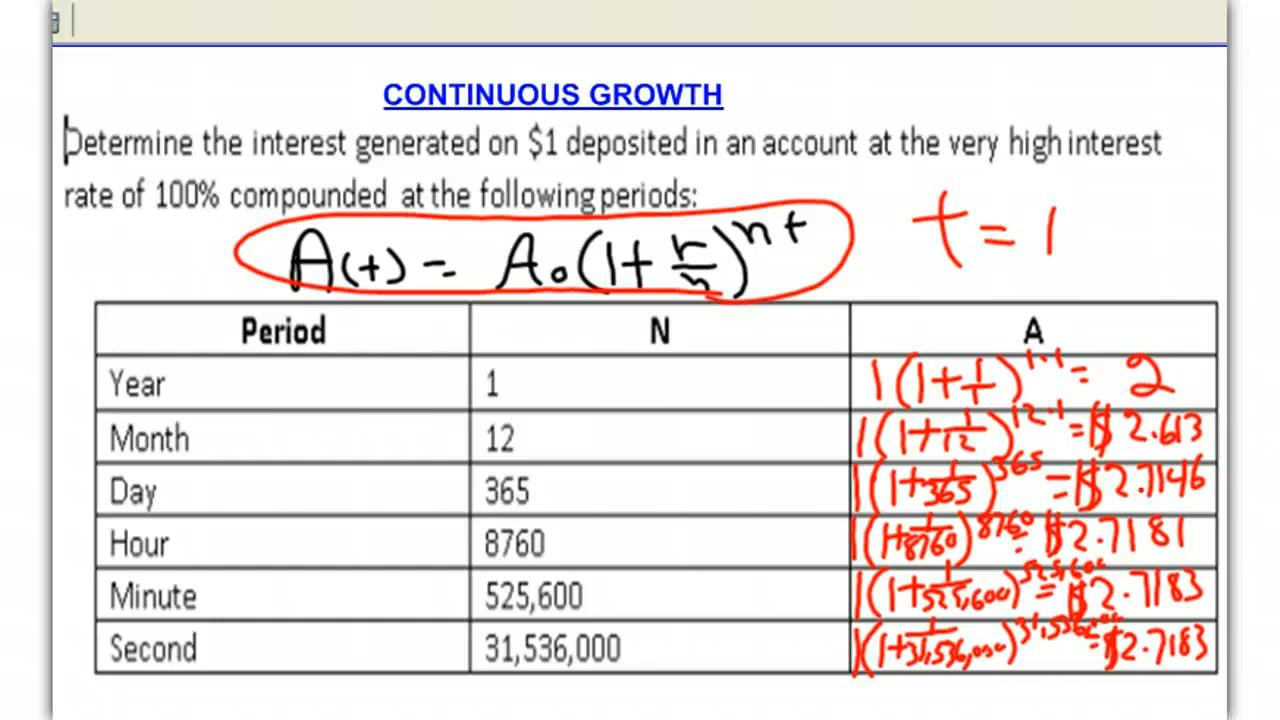 CONTINUOUS GROWTH
Determine the interest generated on $1 deposited in an account at the very high interest
rate of 100% compounded at the following periods:
A(t) = A₀(1+r/n)^nt t = 1
Period N A
Year 1 1(1+1/1)^1·1 = 2
Month 12 1(1+1/12)^12·1 = $2.613
Day 365 1(1+1/365)^365 = $2.7146
Hour 8760 1(1+1/8760)^8760 = $2.7181
Minute 525,600 1(1+1/525,600)^525,600 = $2.7183
Second 31,536,000 1(1+1/31,536,000)^31,536,000 = $2.7183